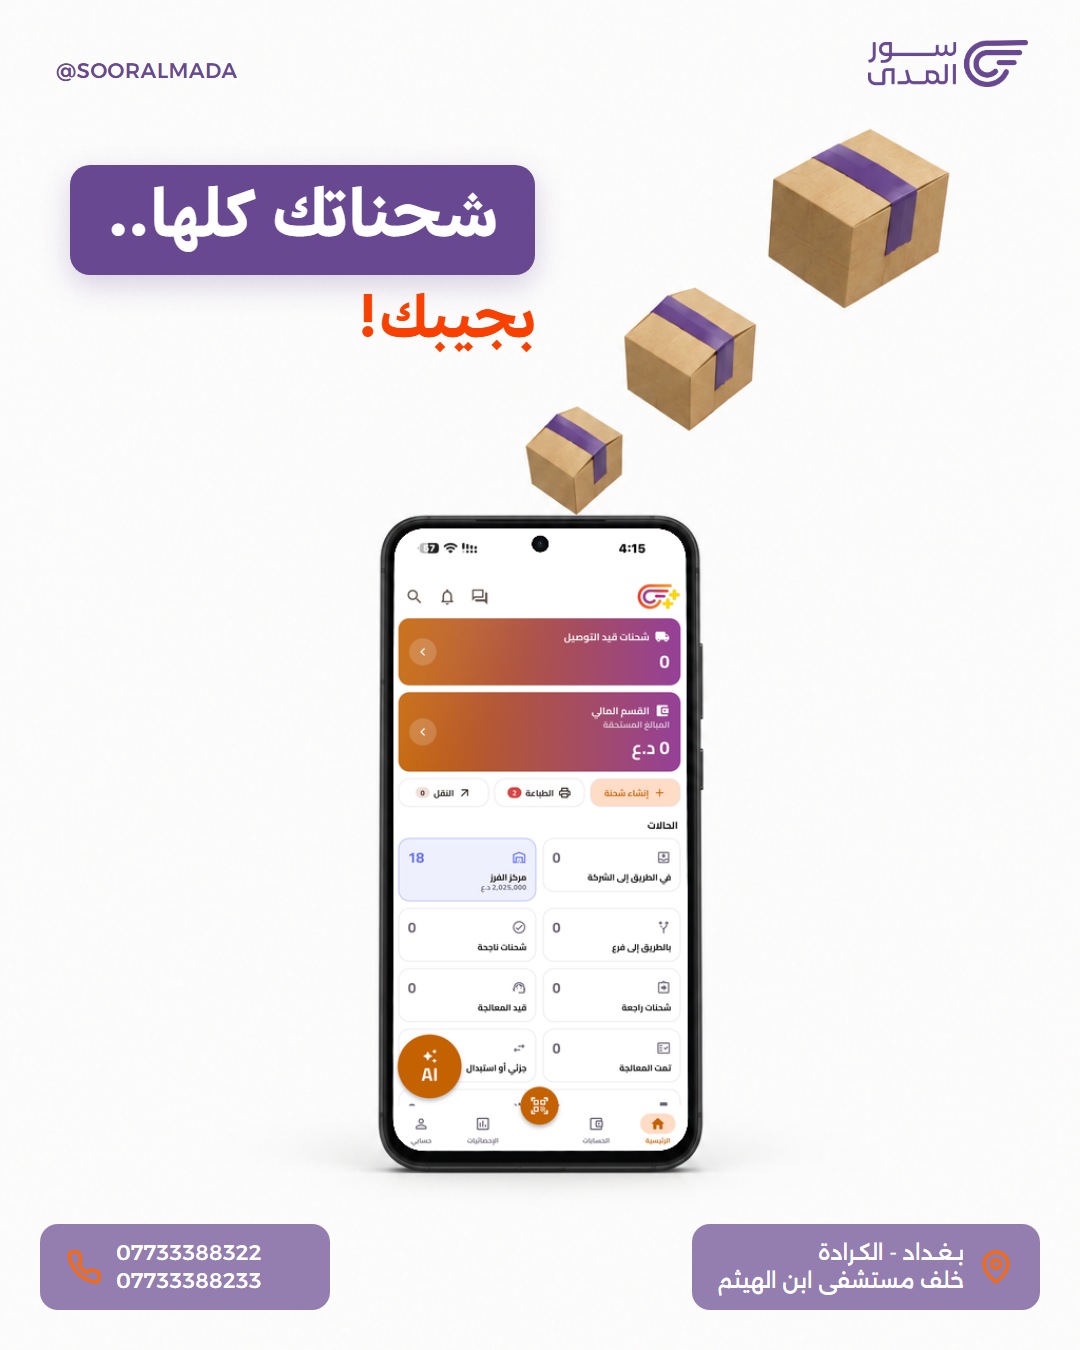 @SOORALMADA
سور
المدى
شحناتك كلها..
بجيبك!
4:15
57
شحنات قيد التوصيل
0
القسم المالي
المبالغ المستحقة
0 د.ع
إنشاء شحنة
الطباعة 2
النقل 0
الحالات
في الطريق إلى الشركة 0
مركز الفرز 18
2,025,000 د.ع
بالطريق إلى فرع 0
شحنات ناجحة 0
شحنات راجعة 0
قيد المعالجة 0
تمت المعالجة 0
جزئي أو استبدال
AI
الرئيسية
الحسابات
الإحصائيات
حسابي
بغداد - الكرادة
خلف مستشفى ابن الهيثم
07733388322
07733388233